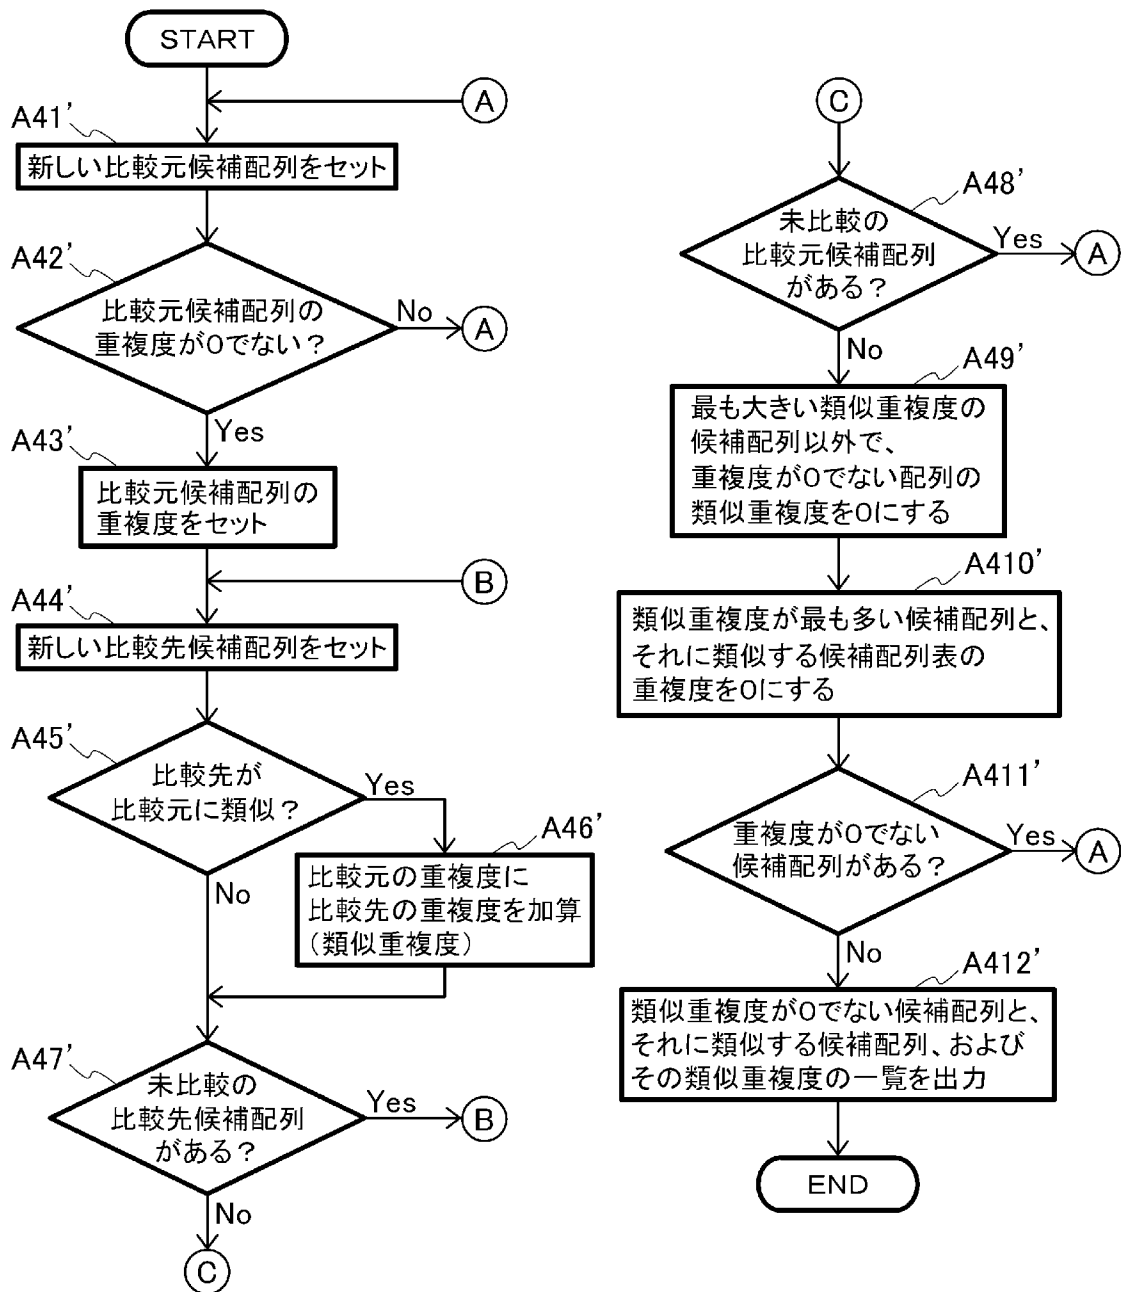 START
A
A41'
新しい比較元候補配列をセット
A42'
比較元候補配列の
重複度が0でない?
No
A
Yes
A43'
比較元候補配列の
重複度をセット
B
A44'
新しい比較先候補配列をセット
A45'
比較先が
比較元に類似?
Yes
A46'
比較元の重複度に
比較先の重複度を加算
(類似重複度)
No
A47'
未比較の
比較先候補配列
がある?
Yes
B
No
C
C
A48'
未比較の
比較元候補配列
がある?
Yes
A
No
A49'
最も大きい類似重複度の
候補配列以外で、
重複度が0でない配列の
類似重複度を0にする
A410'
類似重複度が最も多い候補配列と、
それに類似する候補配列表の
重複度を0にする
A411'
重複度が0でない
候補配列がある?
Yes
A
No
A412'
類似重複度が0でない候補配列と、
それに類似する候補配列、および
その類似重複度の一覧を出力
END